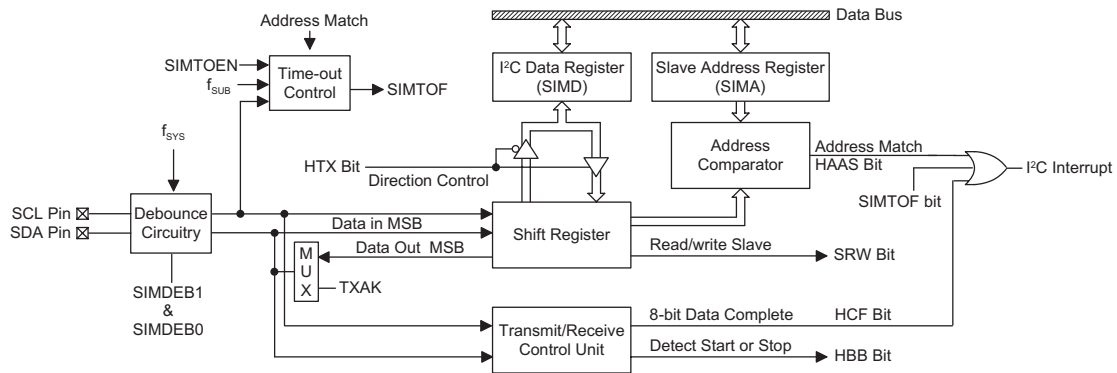 Data Bus
Address Match
SIMTOEN
fSUB
Time-out
Control
SIMTOF
I²C Data Register
(SIMD)
Slave Address Register
(SIMA)
fSYS
HTX Bit
Direction Control
Address
Comparator
Address Match
HAAS Bit
I²C Interrupt
SIMTOF bit
SCL Pin
SDA Pin
Debounce
Circuitry
Data in MSB
Shift Register
Data Out MSB
M
U
X
TXAK
Read/write Slave
SRW Bit
SIMDEB1
&
SIMDEB0
Transmit/Receive
Control Unit
8-bit Data Complete
HCF Bit
Detect Start or Stop
HBB Bit